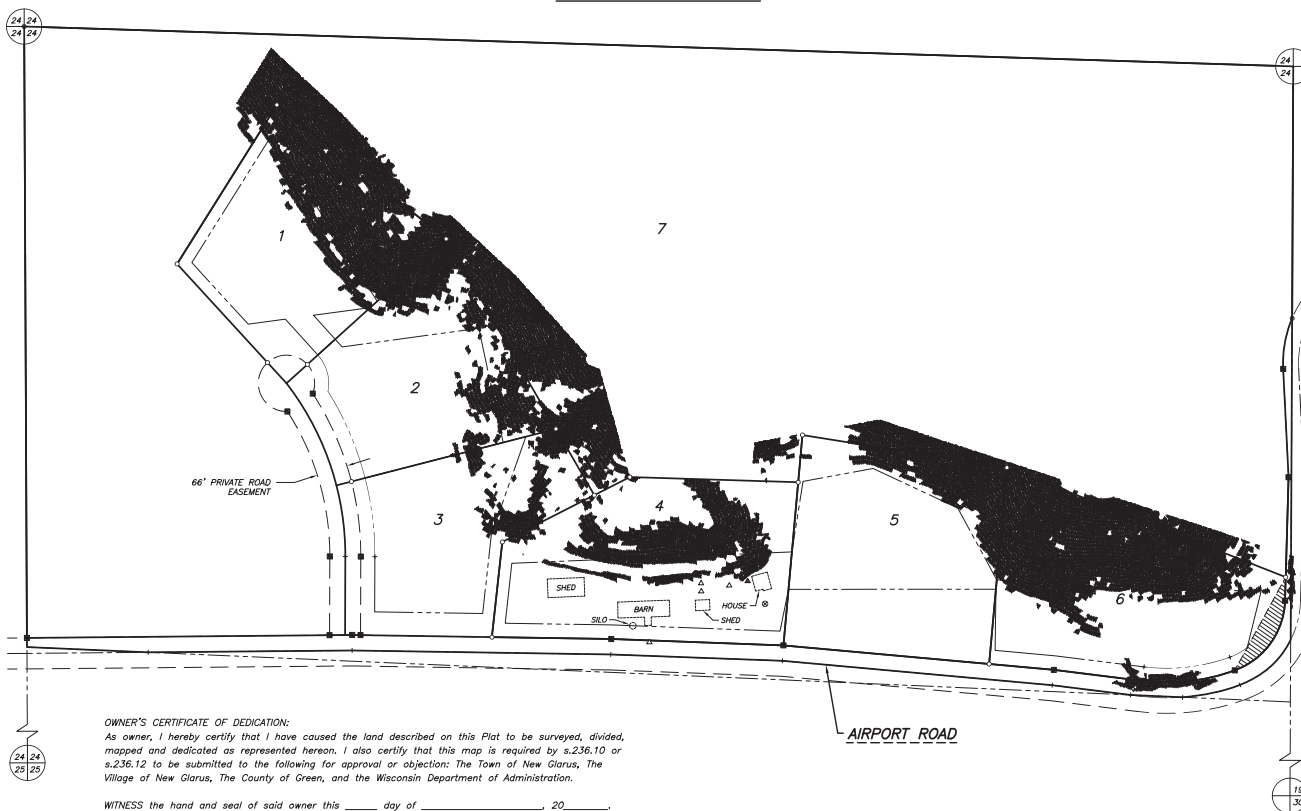 24 24
24 24
24
24
7
1
2
66' PRIVATE ROAD
EASEMENT
3
4
5
6
SHED
BARN
HOUSE
SILO
SHED
AIRPORT ROAD
24 24
25 25
19
30
OWNER'S CERTIFICATE OF DEDICATION:
As owner, I hereby certify that I have caused the land described on this Plat to be surveyed, divided,
mapped and dedicated as represented hereon. I also certify that this map is required by s.236.10 or
s.236.12 to be submitted to the following for approval or objection: The Town of New Glarus, The
Village of New Glarus, The County of Green, and the Wisconsin Department of Administration.
WITNESS the hand and seal of said owner this _____ day of ___________________, 20_______.